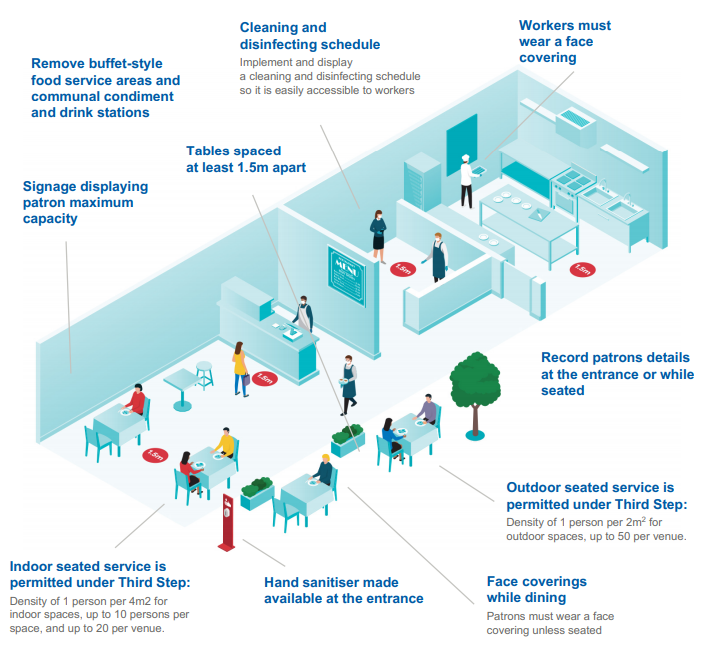 Cleaning and
disinfecting schedule
Implement and display
a cleaning and disinfecting schedule
so it is easily accessible to workers
Workers must
wear a face
covering
Remove buffet-style
food service areas and
communal condiment
and drink stations
Tables spaced
at least 1.5m apart
Signage displaying
patron maximum
capacity
MENU
1.5m
1.5m
1.5m
1.5m
Record patrons details
at the entrance or while
seated
Outdoor seated service is
permitted under Third Step:
Density of 1 person per 2m² for
outdoor spaces, up to 50 per venue.
Indoor seated service is
permitted under Third Step:
Density of 1 person per 4m2 for
indoor spaces, up to 10 persons per
space, and up to 20 per venue.
Hand sanitiser made
available at the entrance
Face coverings
while dining
Patrons must wear a face
covering unless seated